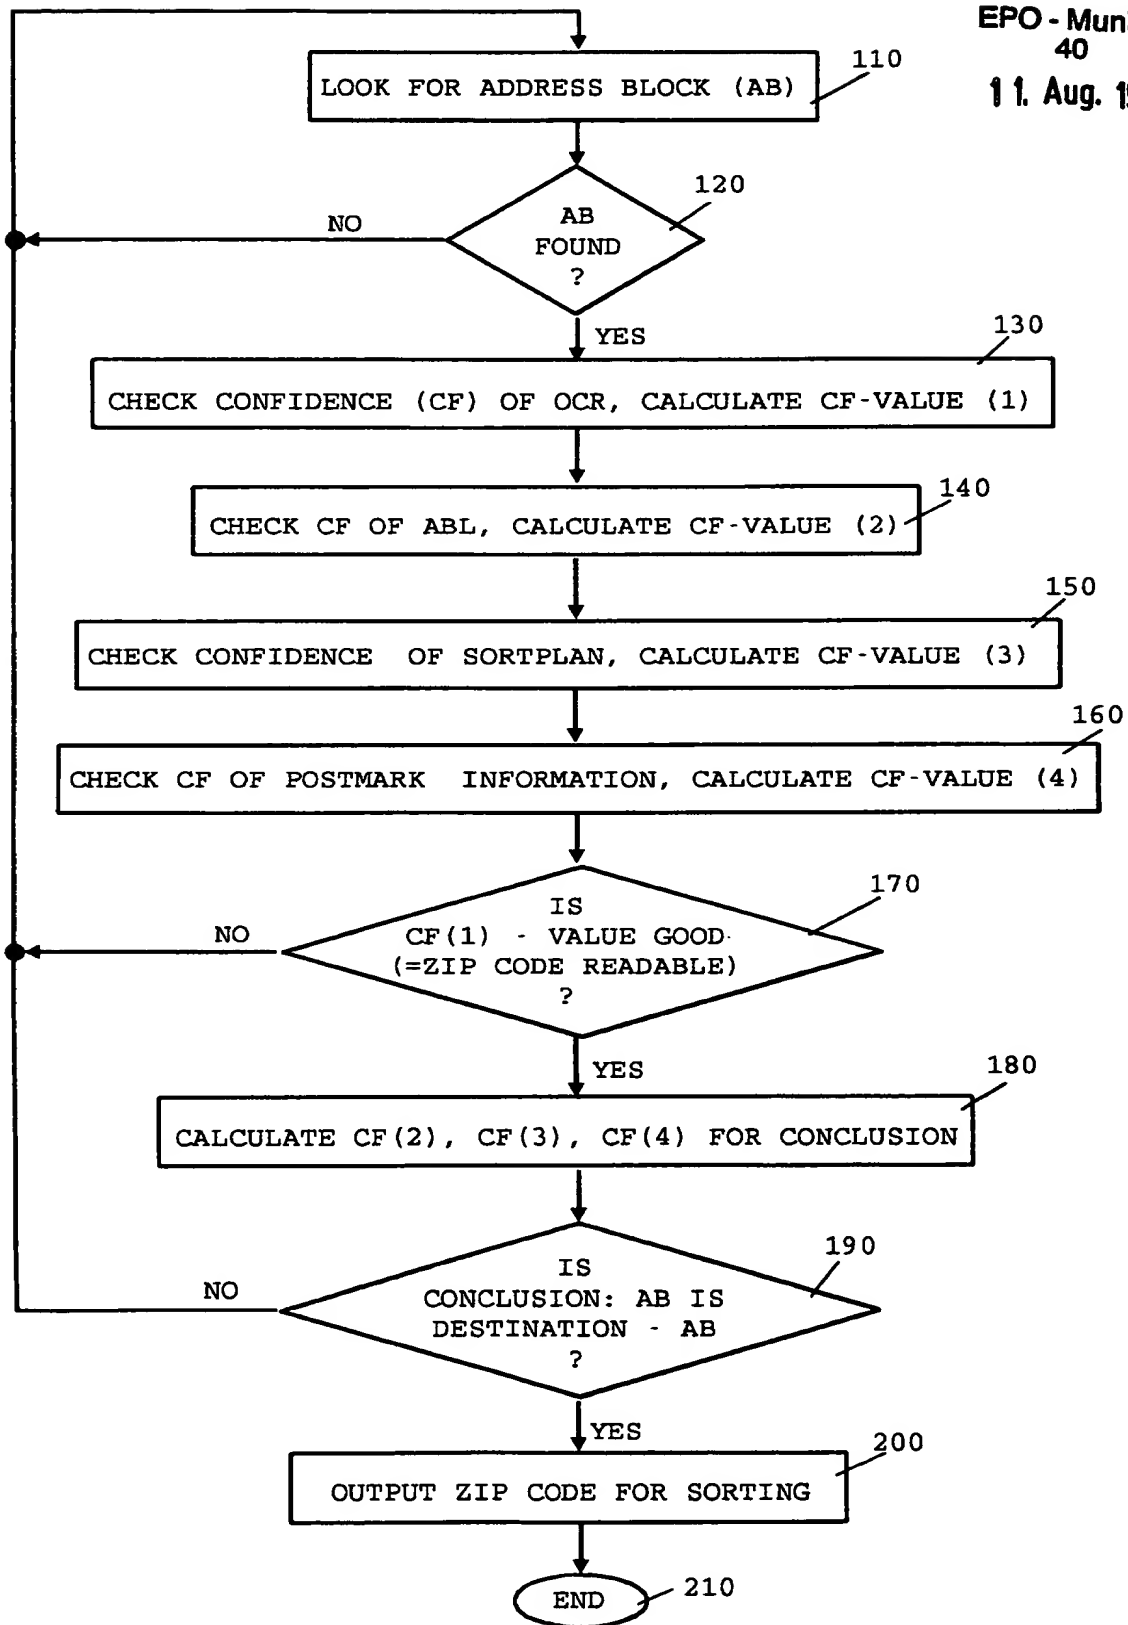 EPO - Mun
40
11. Aug. 1
110
LOOK FOR ADDRESS BLOCK (AB)
120
AB
FOUND
?
NO
YES
130
CHECK CONFIDENCE (CF) OF OCR, CALCULATE CF-VALUE (1)
140
CHECK CF OF ABL, CALCULATE CF-VALUE (2)
150
CHECK CONFIDENCE OF SORTPLAN, CALCULATE CF-VALUE (3)
160
CHECK CF OF POSTMARK INFORMATION, CALCULATE CF-VALUE (4)
170
IS
CF(1) - VALUE GOOD
(=ZIP CODE READABLE)
?
NO
YES
180
CALCULATE CF(2), CF(3), CF(4) FOR CONCLUSION
190
IS
CONCLUSION: AB IS
DESTINATION - AB
?
NO
YES
200
OUTPUT ZIP CODE FOR SORTING
END
210